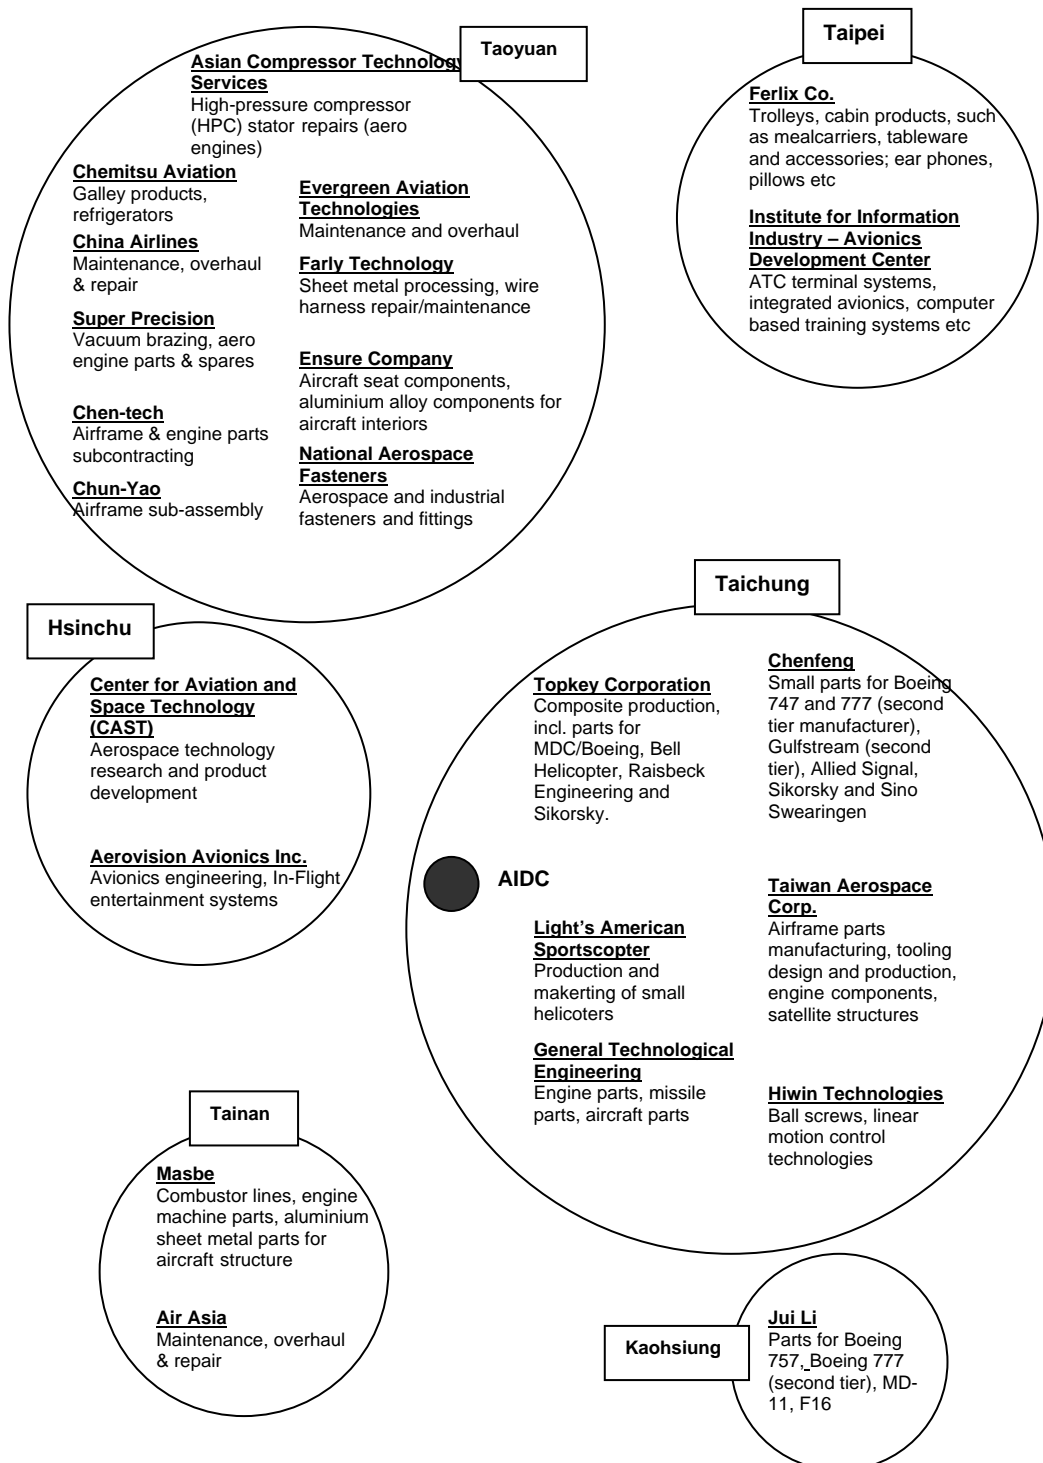 Taoyuan
Asian Compressor Technology
Services
High-pressure compressor
(HPC) stator repairs (aero
engines)
Chemitsu Aviation
Galley products,
refrigerators
China Airlines
Maintenance, overhaul
& repair
Super Precision
Vacuum brazing, aero
engine parts & spares
Chen-tech
Airframe & engine parts
subcontracting
Chun-Yao
Airframe sub-assembly
Evergreen Aviation
Technologies
Maintenance and overhaul
Farly Technology
Sheet metal processing, wire
harness repair/maintenance
Ensure Company
Aircraft seat components,
aluminium alloy components for
aircraft interiors
National Aerospace
Fasteners
Aerospace and industrial
fasteners and fittings
Taipei
Ferlix Co.
Trolleys, cabin products, such
as mealcarriers, tableware
and accessories; ear phones,
pillows etc
Institute for Information
Industry – Avionics
Development Center
ATC terminal systems,
integrated avionics, computer
based training systems etc
Hsinchu
Center for Aviation and
Space Technology
(CAST)
Aerospace technology
research and product
development
Aerovision Avionics Inc.
Avionics engineering, In-Flight
entertainment systems
Taichung
Topkey Corporation
Composite production,
incl. parts for
MDC/Boeing, Bell
Helicopter, Raisbeck
Engineering and
Sikorsky.
AIDC
Light's American
Sportscopter
Production and
makerting of small
helicoters
General Technological
Engineering
Engine parts, missile
parts, aircraft parts
Chenfeng
Small parts for Boeing
747 and 777 (second
tier manufacturer),
Gulfstream (second
tier), Allied Signal,
Sikorsky and Sino
Swearingen
Taiwan Aerospace
Corp.
Airframe parts
manufacturing, tooling
design and production,
engine components,
satellite structures
Hiwin Technologies
Ball screws, linear
motion control
technologies
Tainan
Masbe
Combustor lines, engine
machine parts, aluminium
sheet metal parts for
aircraft structure
Air Asia
Maintenance, overhaul
& repair
Kaohsiung
Jui Li
Parts for Boeing
757, Boeing 777
(second tier), MD-
11, F16